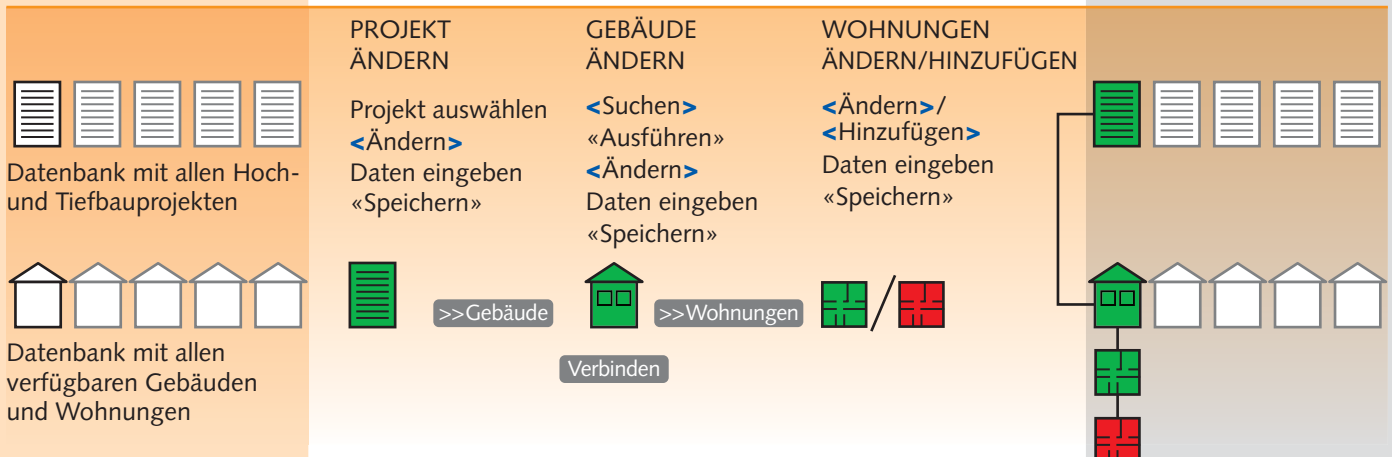 Datenbank mit allen Hoch-
und Tiefbauprojekten
Datenbank mit allen
verfügbaren Gebäuden
und Wohnungen
PROJEKT
ÄNDERN
Projekt auswählen
<Ändern>
Daten eingeben
«Speichern»
>>Gebäude
GEBÄUDE
ÄNDERN
<Suchen>
«Ausführen»
<Ändern>
Daten eingeben
«Speichern»
>>Wohnungen
Verbinden
WOHNUNGEN
ÄNDERN/HINZUFÜGEN
<Ändern>/
<Hinzufügen>
Daten eingeben
«Speichern»